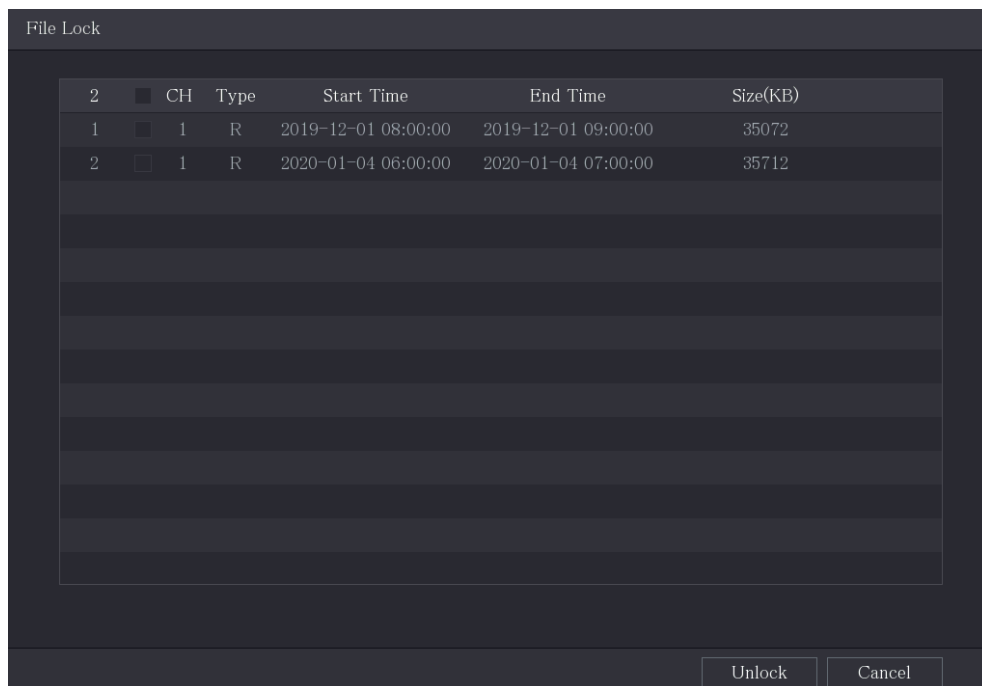 File Lock
2 CH Type Start Time End Time Size(KB)
1 1 R 2019-12-01 08:00:00 2019-12-01 09:00:00 35072
2 1 R 2020-01-04 06:00:00 2020-01-04 07:00:00 35712
Unlock Cancel